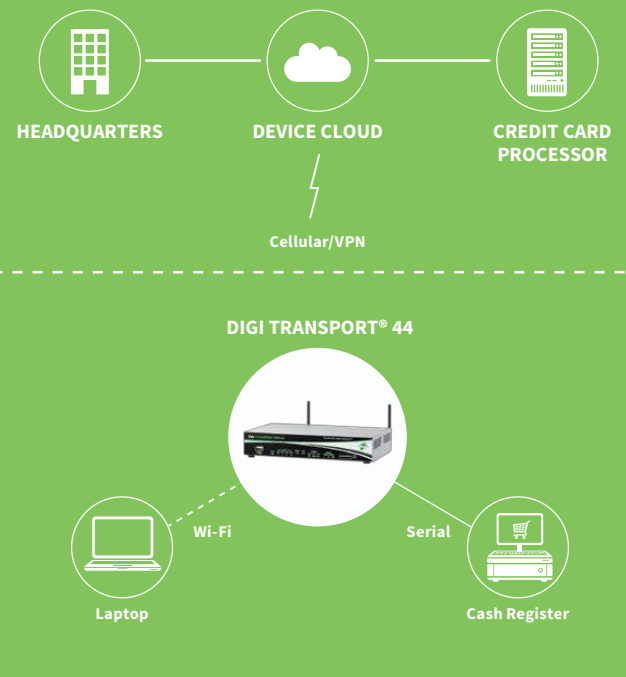 HEADQUARTERS
DEVICE CLOUD
CREDIT CARD
PROCESSOR
Cellular/VPN
DIGI TRANSPORT® 44
Wi-Fi
Serial
Laptop
Cash Register